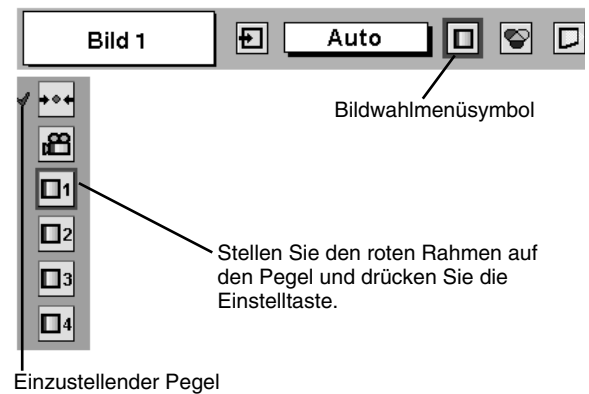 Bild 1
Auto
Bildwahlmenüsymbol
1
2
3
4
Stellen Sie den roten Rahmen auf
den Pegel und drücken Sie die
Einstelltaste.
Einzustellender Pegel